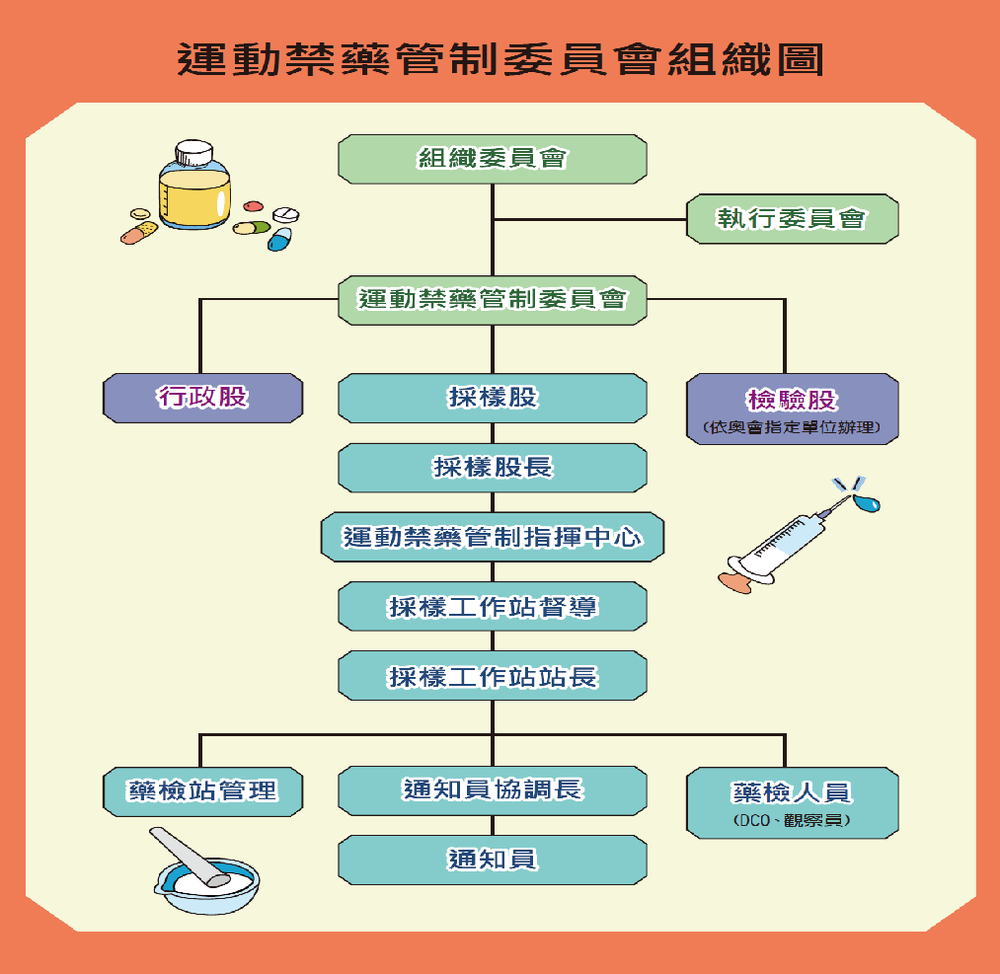 運動禁藥管制委員會組織圖
組織委員會
執行委員會
運動禁藥管制委員會
行政股
採樣股
檢驗股
(依奧會指定單位辦理)
採樣股長
運動禁藥管制指揮中心
採樣工作站督導
採樣工作站站長
藥檢站管理
通知員協調長
藥檢人員
(DCO、觀察員)
通知員